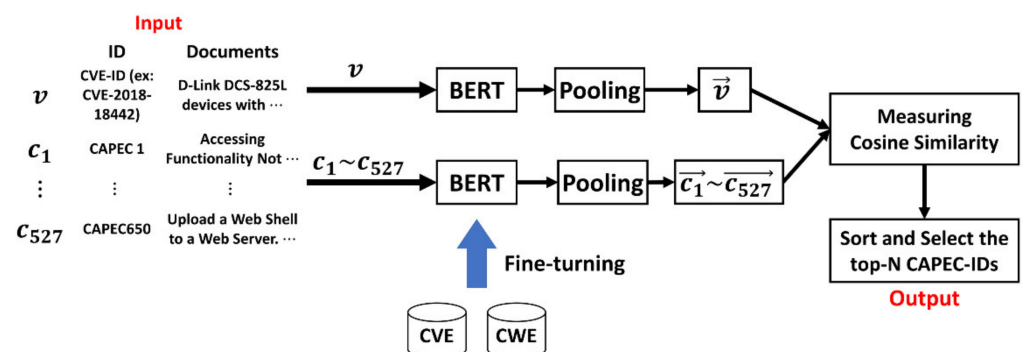 Input
ID Documents
v CVE-ID (ex: CVE-2018-18442) D-Link DCS-825L devices with ⋯
c₁ CAPEC 1 Accessing Functionality Not ⋯
⋮ ⋮ ⋮
c₅₂₇ CAPEC650 Upload a Web Shell to a Web Server. ⋯
v
BERT
Pooling
v⃗
c₁~c₅₂₇
BERT
Pooling
c₁⃗~c₅₂₇⃗
Measuring
Cosine Similarity
Sort and Select the
top-N CAPEC-IDs
Output
Fine-turning
CVE
CWE